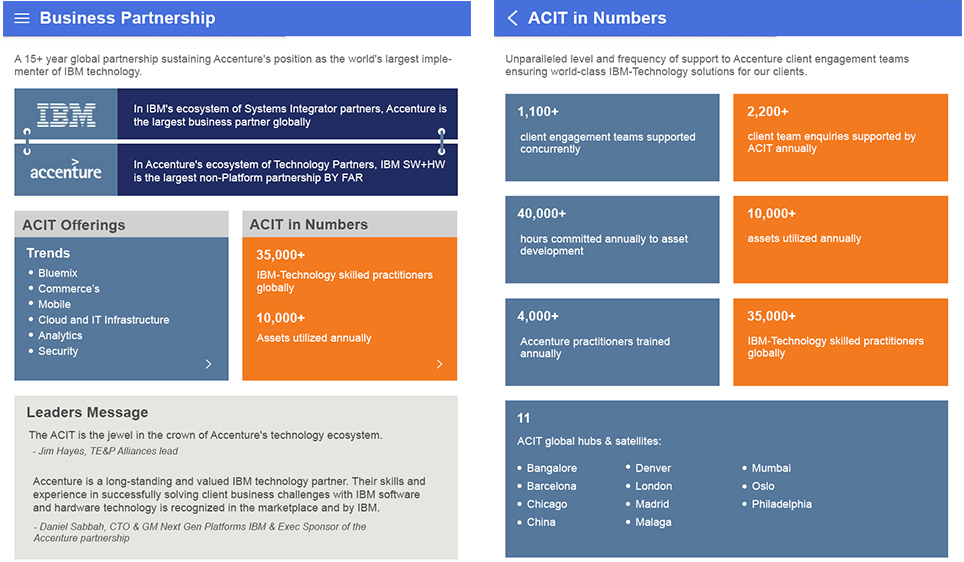 Business Partnership
A 15+ year global partnership sustaining Accenture's position as the world's largest imple-
menter of IBM technology.
IBM
In IBM's ecosystem of Systems Integrator partners, Accenture is
the largest business partner globally
accenture
In Accenture's ecosystem of Technology Partners, IBM SW+HW
is the largest non-Platform partnership BY FAR
ACIT Offerings
Trends
• Bluemix
• Commerce's
• Mobile
• Cloud and IT Infrastructure
• Analytics
• Security
ACIT in Numbers
35,000+
IBM-Technology skilled practitioners
globally
10,000+
Assets utilized annually
Leaders Message
The ACIT is the jewel in the crown of Accenture's technology ecosystem.
- Jim Hayes, TE&P Alliances lead
Accenture is a long-standing and valued IBM technology partner. Their skills and
experience in successfully solving client business challenges with IBM software
and hardware technology is recognized in the marketplace and by IBM.
- Daniel Sabbah, CTO & GM Next Gen Platforms IBM & Exec Sponsor of the
Accenture partnership
ACIT in Numbers
Unparalleled level and frequency of support to Accenture client engagement teams
ensuring world-class IBM-Technology solutions for our clients.
1,100+
client engagement teams supported
concurrently
2,200+
client team enquiries supported by
ACIT annually
40,000+
hours committed annually to asset
development
10,000+
assets utilized annually
4,000+
Accenture practitioners trained
annually
35,000+
IBM-Technology skilled practitioners
globally
11
ACIT global hubs & satellites:
• Bangalore
• Barcelona
• Chicago
• China
• Denver
• London
• Madrid
• Malaga
• Mumbai
• Oslo
• Philadelphia